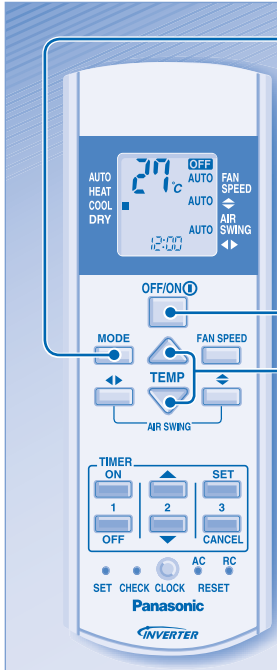 OFF
27°C
AUTO
HEAT
COOL
DRY
AUTO FAN SPEED
AUTO
AUTO AIR SWING
12:00
OFF/ON
MODE
FAN SPEED
TEMP
AIR SWING
TIMER
ON
SET
1 2 3
OFF
CANCEL
AC RC
SET CHECK CLOCK RESET
Panasonic
INVERTER